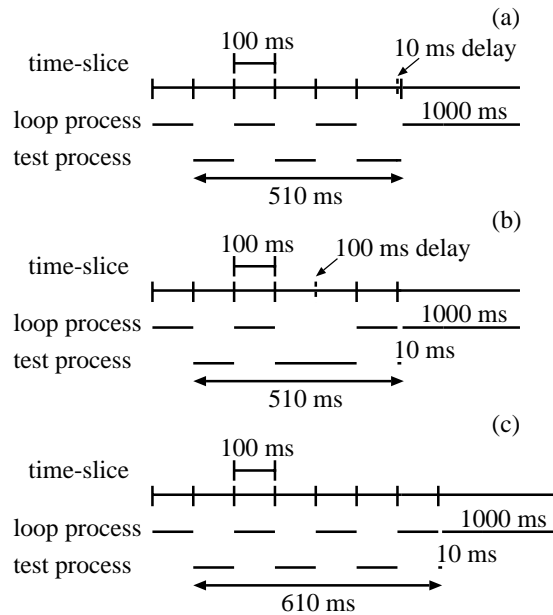 (a)
100 ms
10 ms delay
time-slice
loop process
1000 ms
test process
510 ms
(b)
100 ms
100 ms delay
time-slice
loop process
1000 ms
test process
10 ms
510 ms
(c)
100 ms
time-slice
loop process
1000 ms
test process
10 ms
610 ms